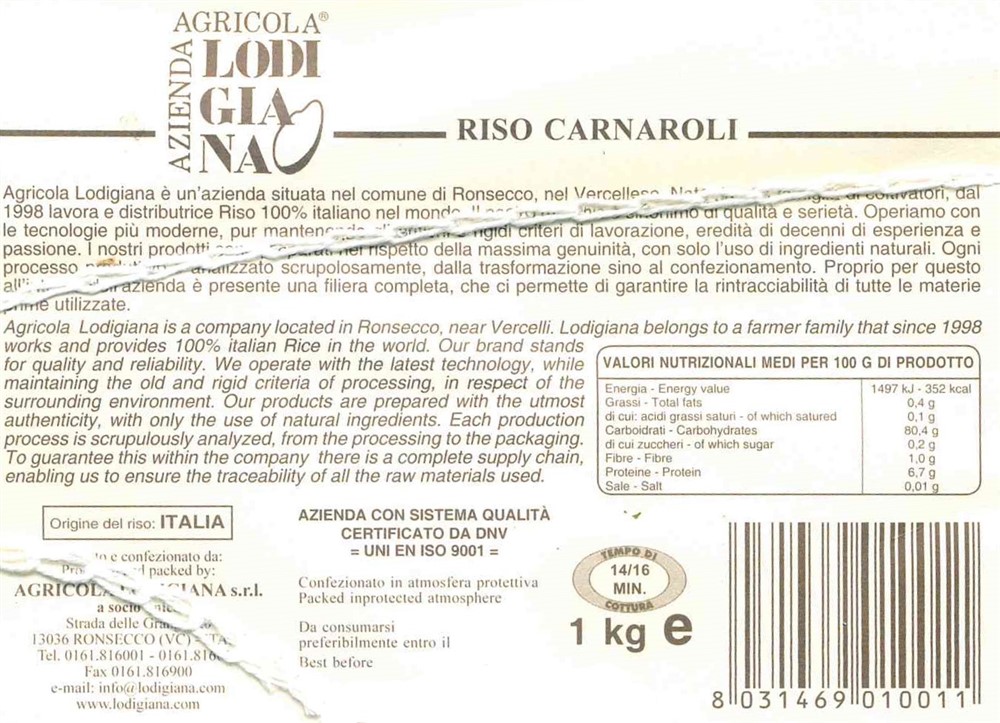 AZIENDA
AGRICOLA®
LODI
GIA
NA
RISO CARNAROLI
Agricola Lodigiana è un'azienda situata nel comune di Ronsecco, nel Vercellese. dal
1998 lavora e distributrice Riso 100% italiano nel mondo. di qualità e serietà. Operiamo con
le tecnologie più moderne, pur mantenendo rigidi criteri di lavorazione, eredità di decenni di esperienza e
passione. I nostri prodotti nel rispetto della massima genuinità, con solo l'uso di ingredienti naturali. Ogni
processo analizzato scrupolosamente, dalla trasformazione sino al confezionamento. Proprio per questo
azienda è presente una filiera completa, che ci permette di garantire la rintracciabilità di tutte le materie
prime utilizzate.
Agricola Lodigiana is a company located in Ronsecco, near Vercelli. Lodigiana belongs to a farmer family that since 1998
works and provides 100% italian Rice in the world. Our brand stands
for quality and reliability. We operate with the latest technology, while
maintaining the old and rigid criteria of processing, in respect of the
surrounding environment. Our products are prepared with the utmost
authenticity, with only the use of natural ingredients. Each production
process is scrupulously analyzed, from the processing to the packaging.
To guarantee this within the company there is a complete supply chain,
enabling us to ensure the traceability of all the raw materials used.
VALORI NUTRIZIONALI MEDI PER 100 G DI PRODOTTO
Energia - Energy value 1497 kJ - 352 kcal
Grassi - Total fats 0,4 g
di cui: acidi grassi saturi - of which satured 0,1 g
Carboidrati - Carbohydrates 80,4 g
di cui zuccheri - of which sugar 0,2 g
Fibre - Fibre 1,0 g
Proteine - Protein 6,7 g
Sale - Salt 0,01 g
Origine del riso: ITALIA
e confezionato da:
packed by:
AGRICOLA LODIGIANA s.r.l.
a socio
Strada delle
13036 RONSECCO (VC)
Tel. 0161.816001 -
Fax 0161.816900
e-mail: info@lodigiana.com
www.lodigiana.com
AZIENDA CON SISTEMA QUALITÀ
CERTIFICATO DA DNV
= UNI EN ISO 9001 =
Confezionato in atmosfera protettiva
Packed inprotected atmosphere
Da consumarsi
preferibilmente entro il
Best before
TEMPO DI
14/16
MIN.
COTTURA
1 kg e
8 031469 010011